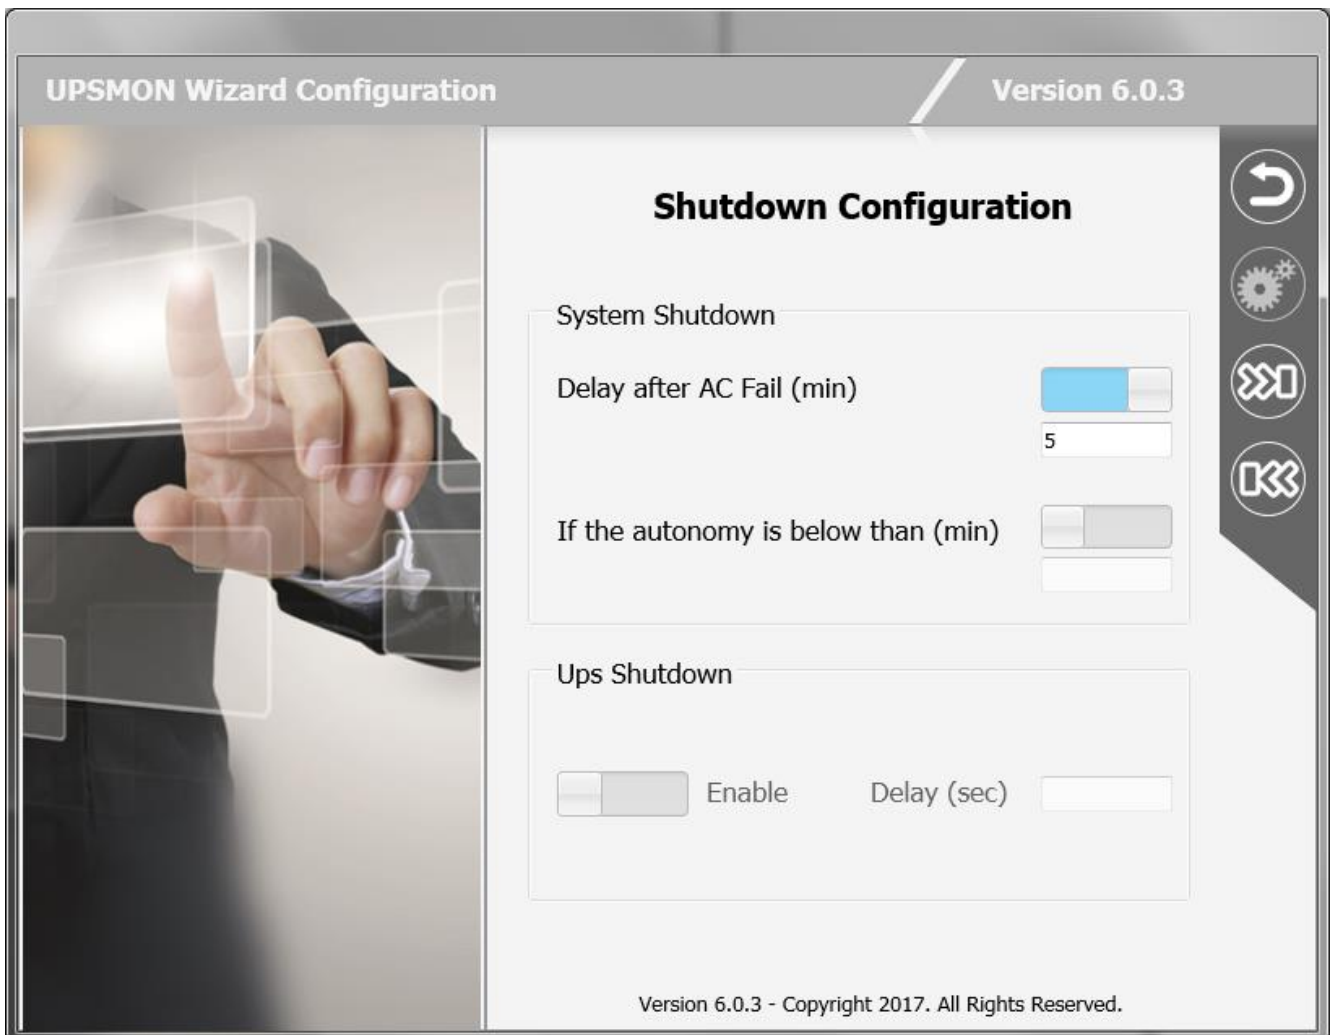 UPSMON Wizard Configuration
Version 6.0.3
Shutdown Configuration
System Shutdown
Delay after AC Fail (min)
5
If the autonomy is below than (min)
Ups Shutdown
Enable
Delay (sec)
Version 6.0.3 - Copyright 2017. All Rights Reserved.